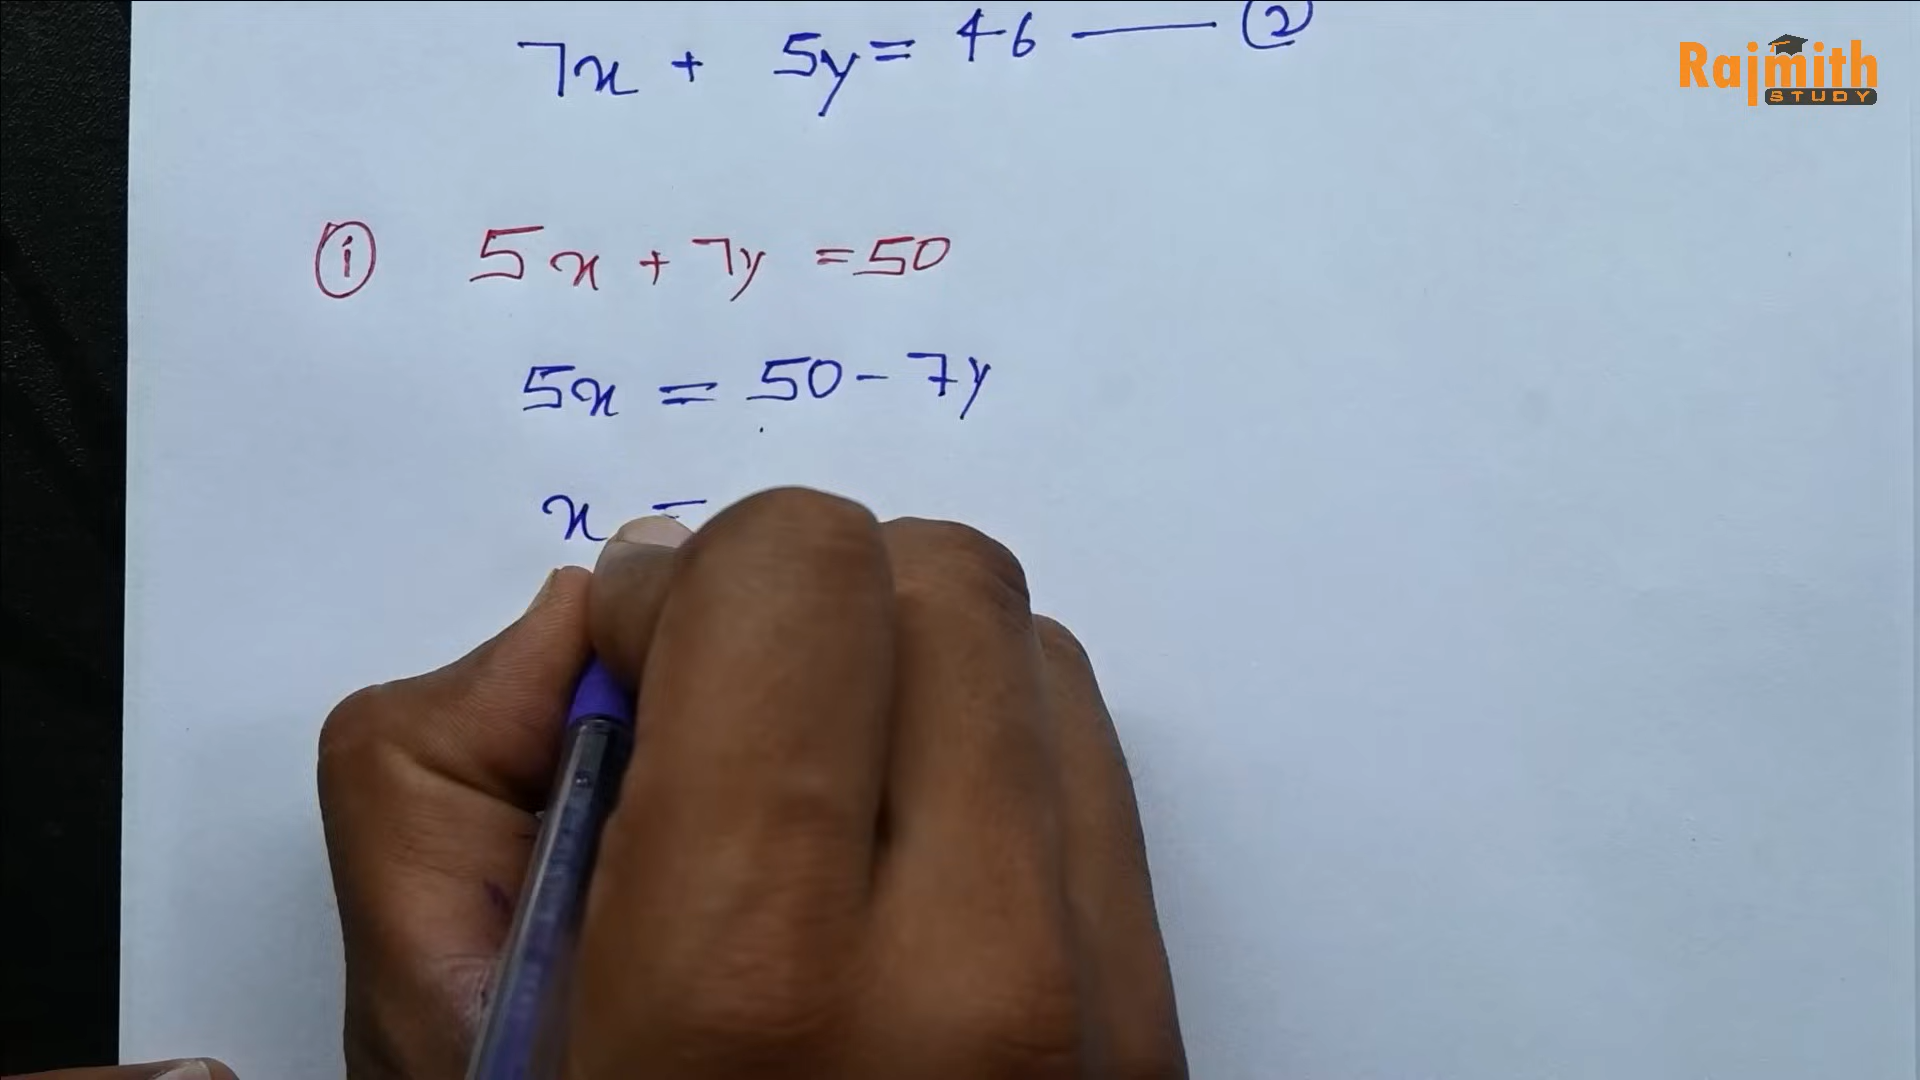 7x + 5y = 46 —— ②
Rajmith
STUDY
① 5x + 7y = 50
5x = 50 - 7y
x =